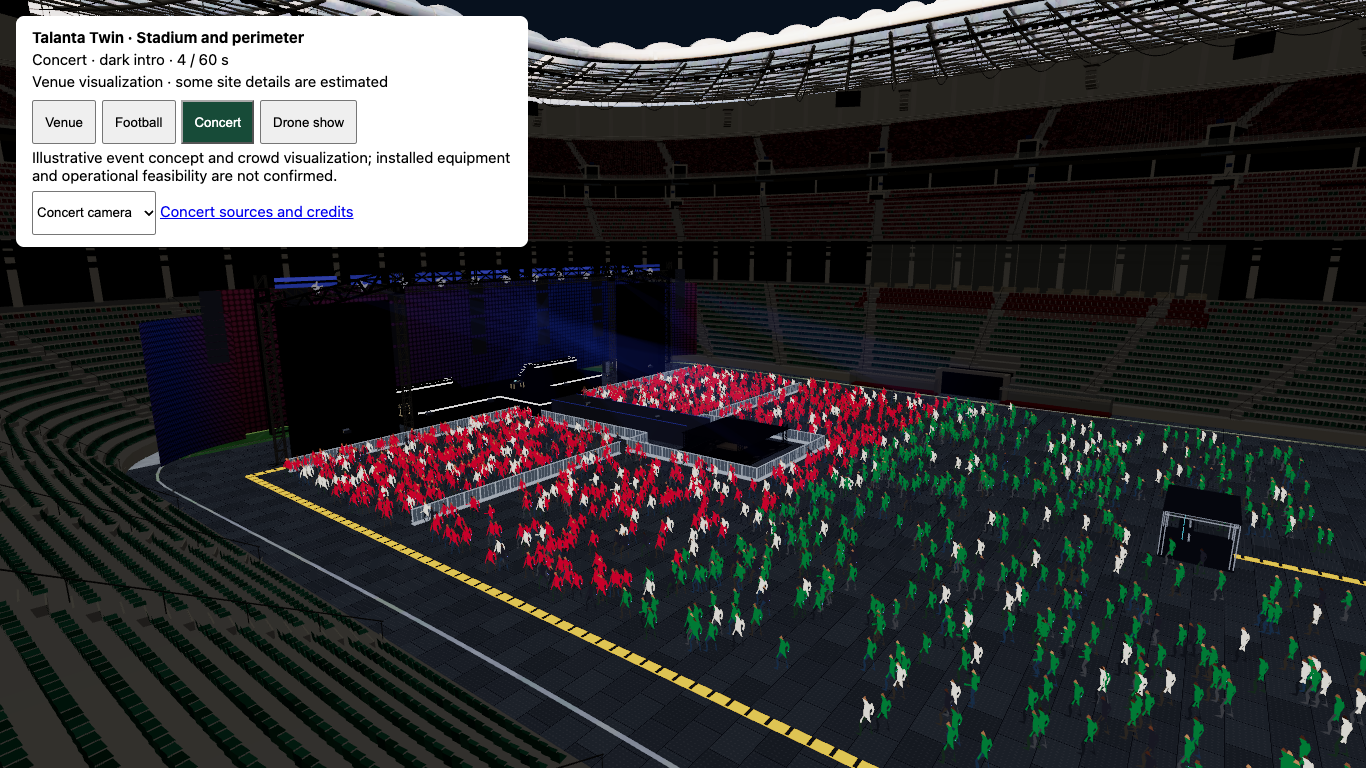 Talanta Twin · Stadium and perimeter
Concert · dark intro · 4 / 60 s
Venue visualization · some site details are estimated
Venue Football Concert Drone show
Illustrative event concept and crowd visualization; installed equipment
and operational feasibility are not confirmed.
Concert camera Concert sources and credits